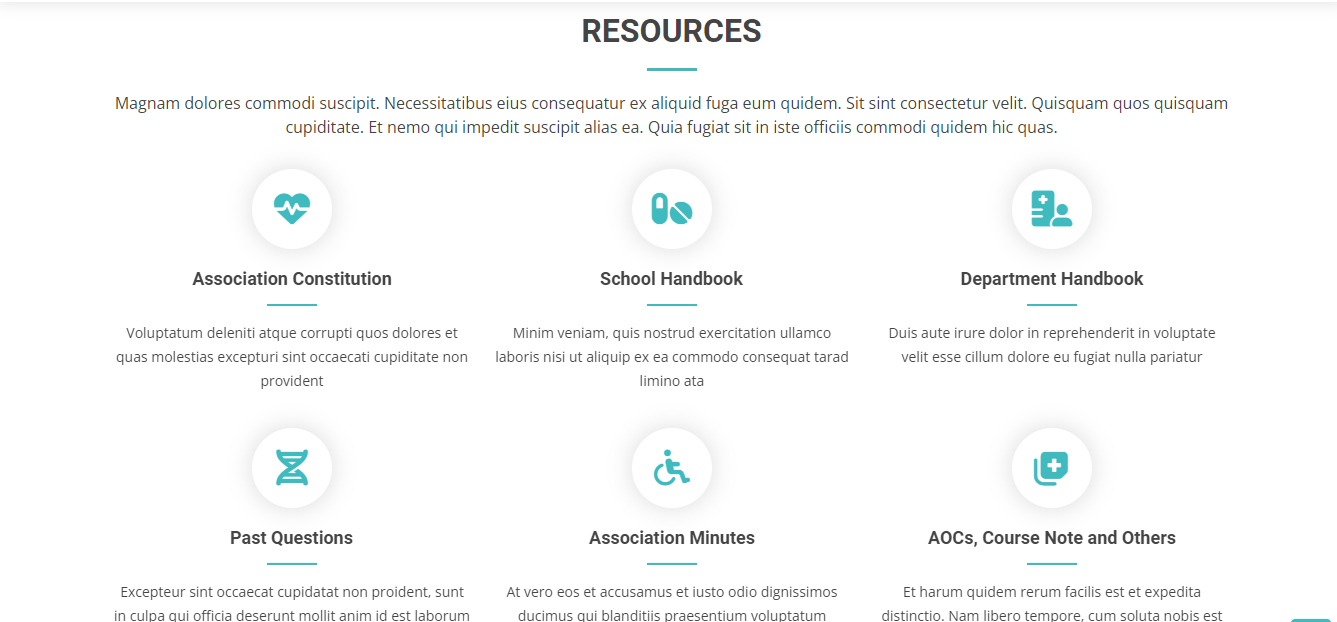 RESOURCES
Magnam dolores commodi suscipit. Necessitatibus eius consequatur ex aliquid fuga eum quidem. Sit sint consectetur velit. Quisquam quos quisquam
cupiditate. Et nemo qui impedit suscipit alias ea. Quia fugiat sit in iste officiis commodi quidem hic quas.
Association Constitution
Voluptatum deleniti atque corrupti quos dolores et
quas molestias excepturi sint occaecati cupiditate non
provident
School Handbook
Minim veniam, quis nostrud exercitation ullamco
laboris nisi ut aliquip ex ea commodo consequat tarad
limino ata
Department Handbook
Duis aute irure dolor in reprehenderit in voluptate
velit esse cillum dolore eu fugiat nulla pariatur
Past Questions
Excepteur sint occaecat cupidatat non proident, sunt
in culpa qui officia deserunt mollit anim id est laborum
Association Minutes
At vero eos et accusamus et iusto odio dignissimos
ducimus qui blanditiis praesentium voluptatum
AOCs, Course Note and Others
Et harum quidem rerum facilis est et expedita
distinctio. Nam libero tempore, cum soluta nobis est